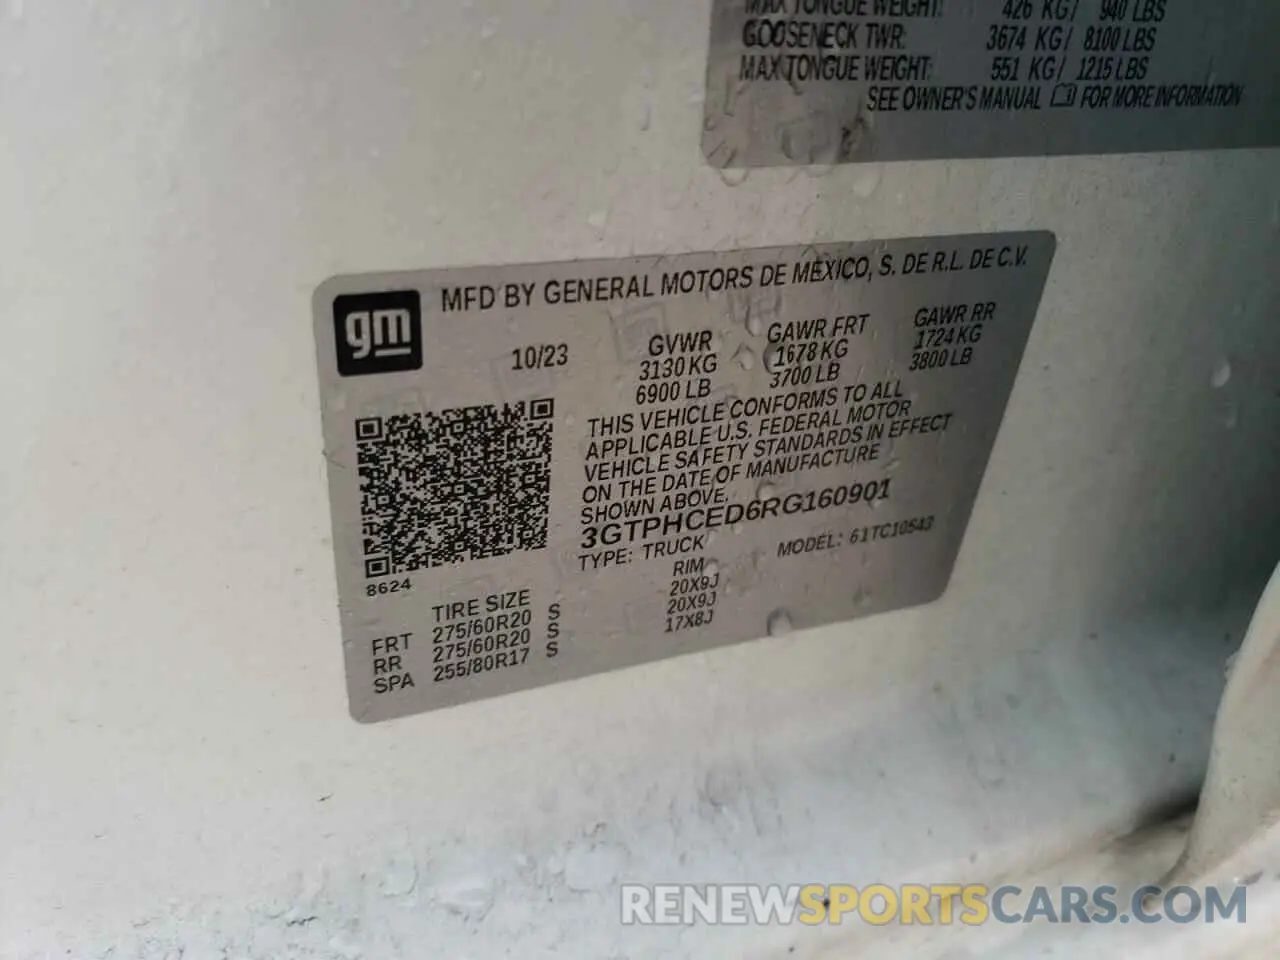 MAX TONGUE WEIGHT: 426 KG/ 940 LBS
GOOSENECK TWR: 3674 KG/ 8100 LBS
MAX TONGUE WEIGHT: 551 KG/ 1215 LBS
SEE OWNER'S MANUAL FOR MORE INFORMATION
gm
MFD BY GENERAL MOTORS DE MEXICO, S. DE R.L. DE C.V.
10/23 GVWR GAWR FRT GAWR RR
3130 KG 1678 KG 1724 KG
6900 LB 3700 LB 3800 LB
THIS VEHICLE CONFORMS TO ALL
APPLICABLE U.S. FEDERAL MOTOR
VEHICLE SAFETY STANDARDS IN EFFECT
ON THE DATE OF MANUFACTURE
SHOWN ABOVE.
3GTPHCED6RG160901
TYPE: TRUCK MODEL: 61TC10543
8624
TIRE SIZE RIM
FRT 275/60R20 S 20X9J
RR 275/60R20 S 20X9J
SPA 255/80R17 S 17X8J
RENEWSPORTSCARS.COM